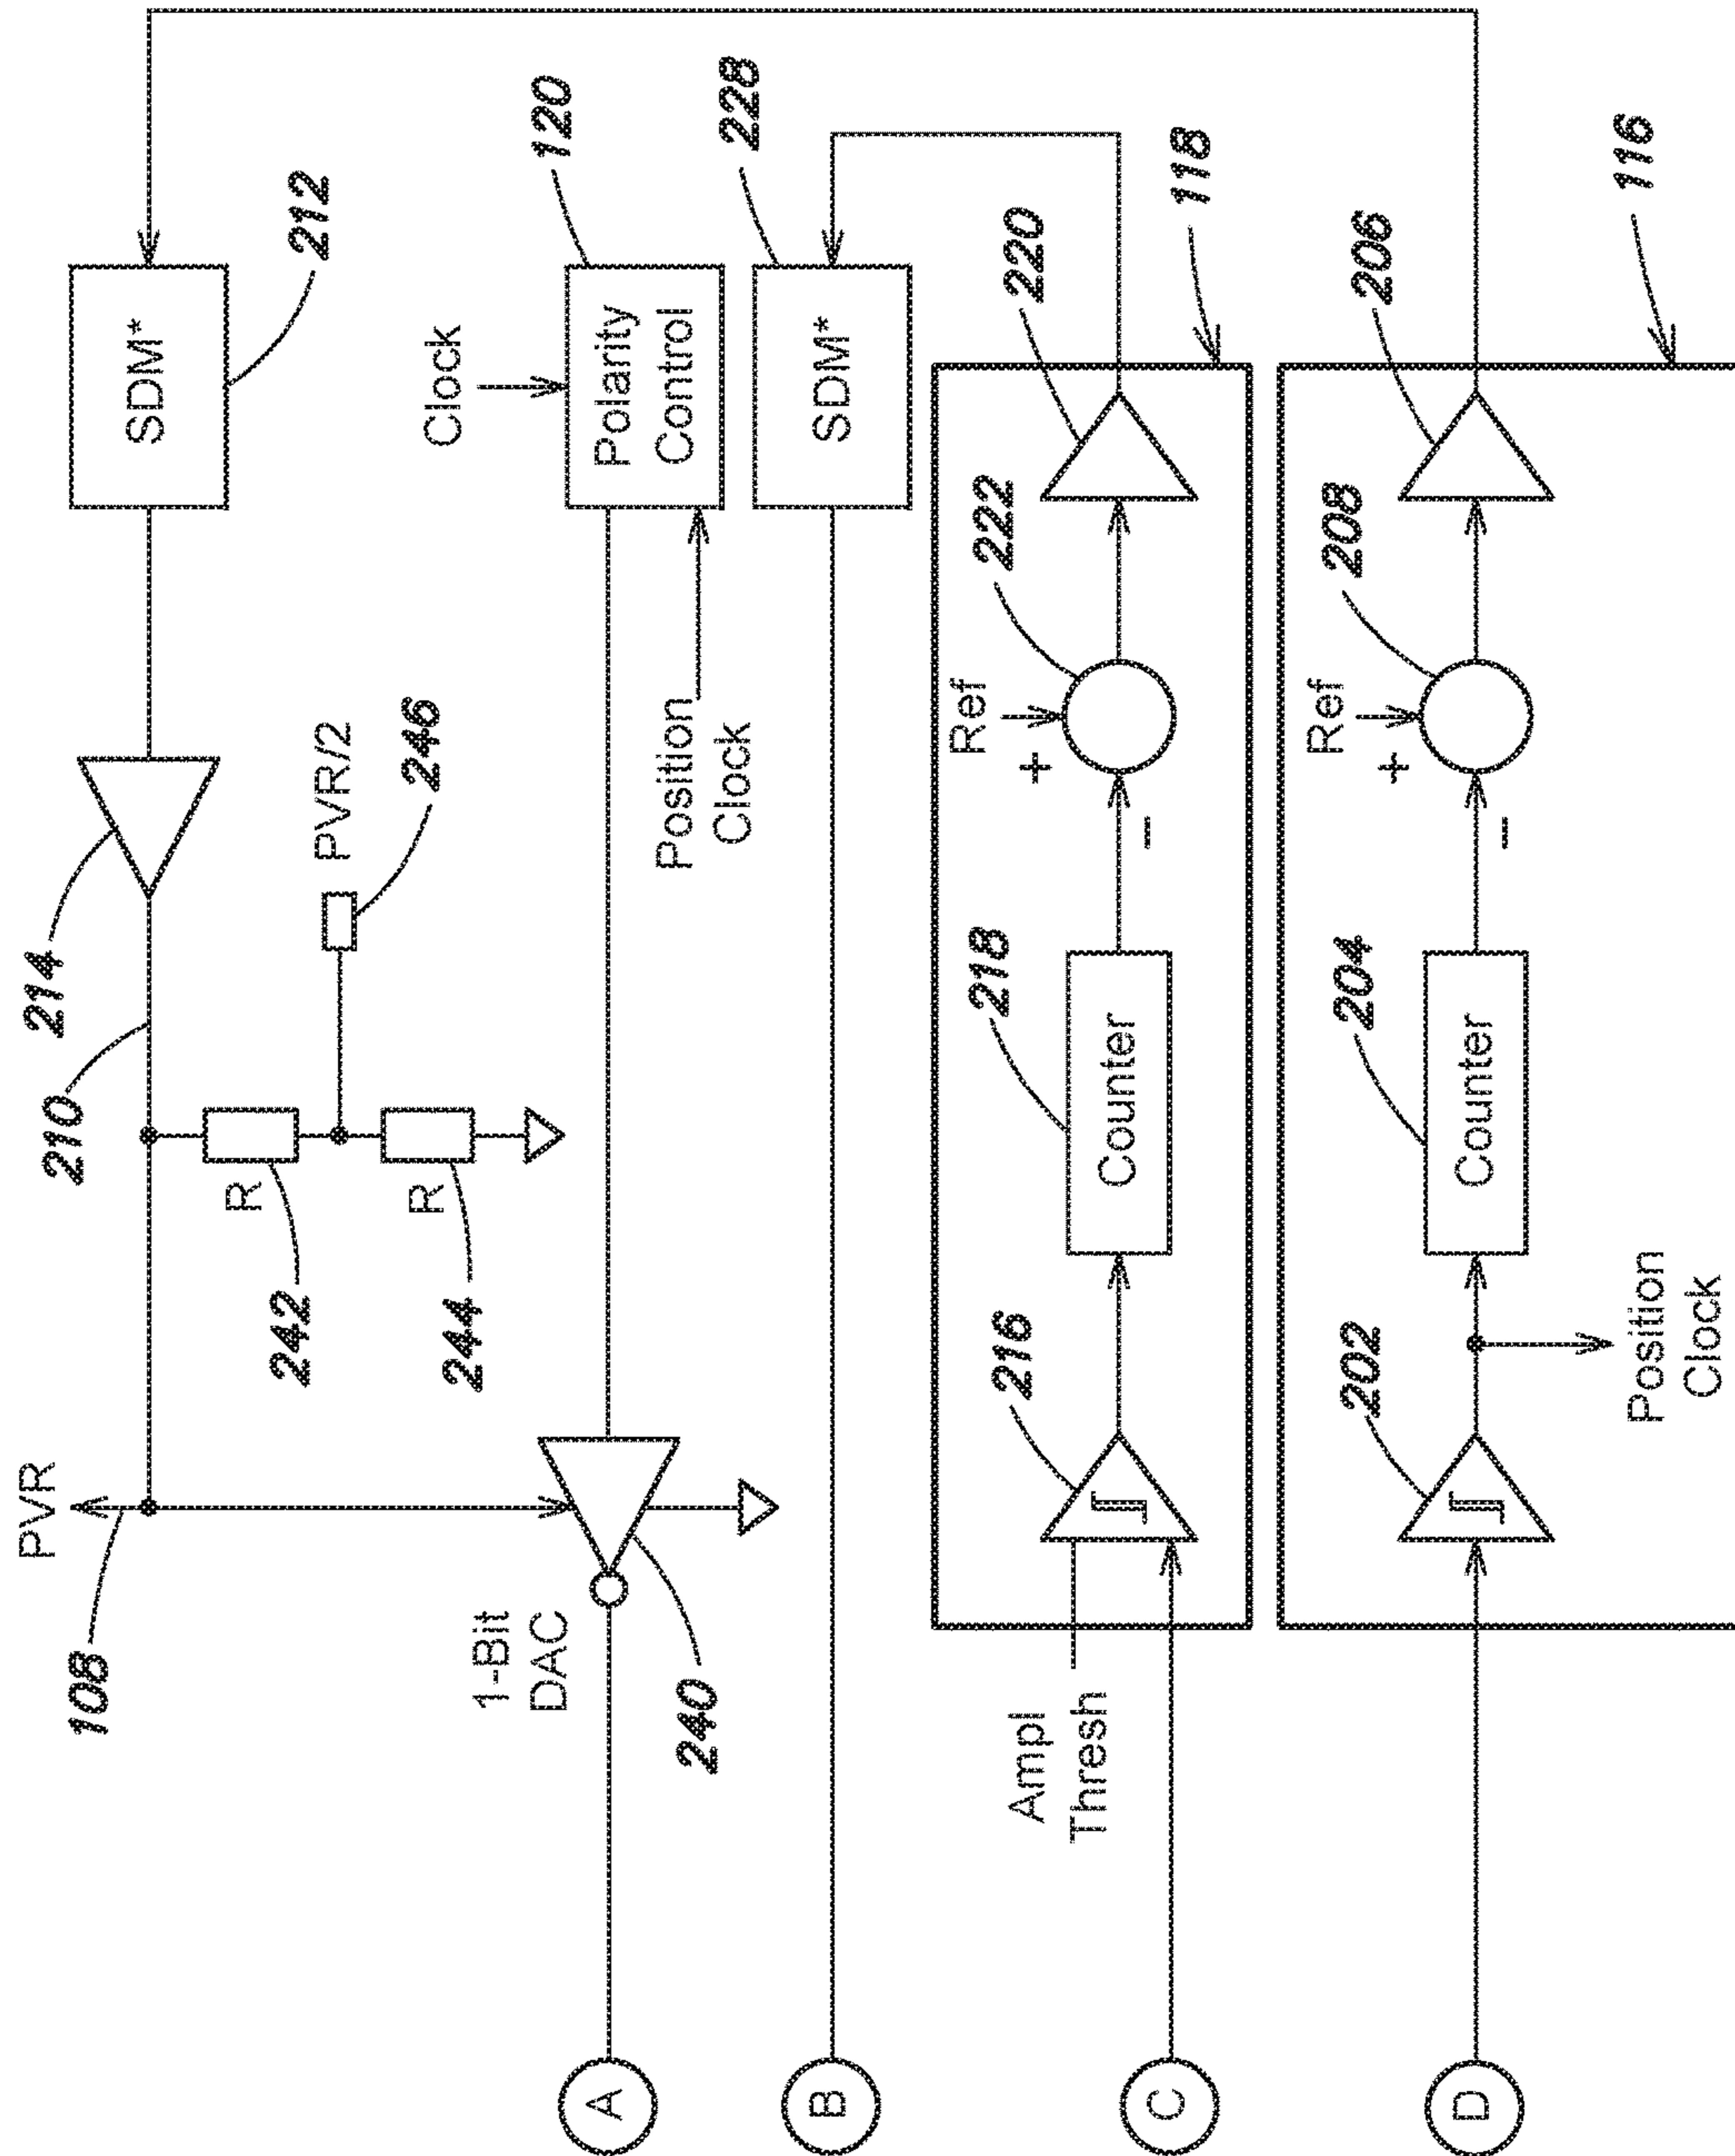 PVR
108
214
210
SDM*
212
R
242
PVR/2
246
R
244
Clock
1-Bit
DAC
240
120
Polarity
Control
Position
Clock
A
228
SDM*
B
Ampl
Thresh
216
218
Counter
Ref
+
−
222
220
118
C
202
204
Counter
Ref
+
−
208
206
116
Position
Clock
D